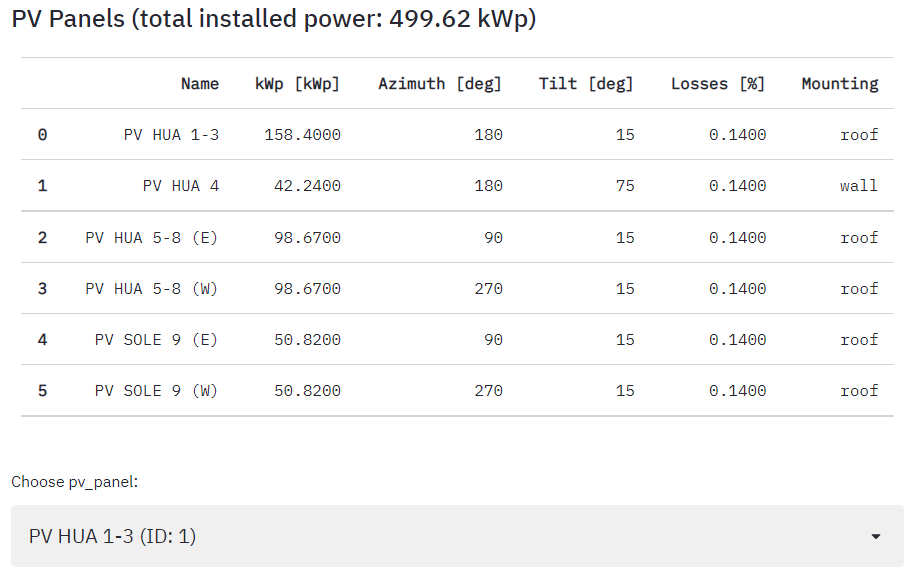 PV Panels (total installed power: 499.62 kWp)
Name kWp [kWp] Azimuth [deg] Tilt [deg] Losses [%] Mounting
0 PV HUA 1-3 158.4000 180 15 0.1400 roof
1 PV HUA 4 42.2400 180 75 0.1400 wall
2 PV HUA 5-8 (E) 98.6700 90 15 0.1400 roof
3 PV HUA 5-8 (W) 98.6700 270 15 0.1400 roof
4 PV SOLE 9 (E) 50.8200 90 15 0.1400 roof
5 PV SOLE 9 (W) 50.8200 270 15 0.1400 roof
Choose pv_panel:
PV HUA 1-3 (ID: 1)